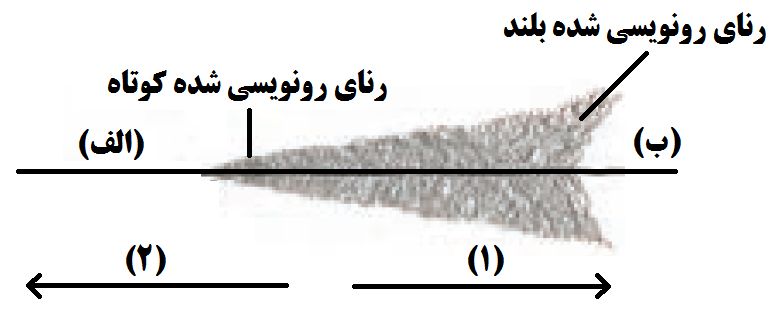 رنای رونویسی شده بلند
رنای رونویسی شده کوتاه
(ب)
(الف)
(۱)
(۲)